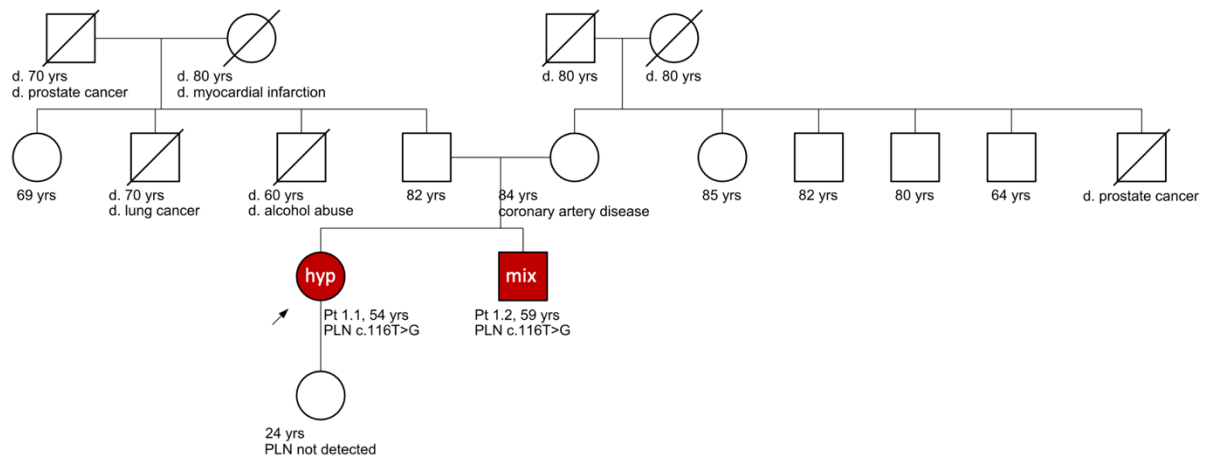 d. 70 yrs
d. prostate cancer
d. 80 yrs
d. myocardial infarction
d. 80 yrs
d. 80 yrs
69 yrs
d. 70 yrs
d. lung cancer
d. 60 yrs
d. alcohol abuse
82 yrs
84 yrs
coronary artery disease
85 yrs
82 yrs
80 yrs
64 yrs
d. prostate cancer
hyp
Pt 1.1, 54 yrs
PLN c.116T>G
mix
Pt 1.2, 59 yrs
PLN c.116T>G
24 yrs
PLN not detected